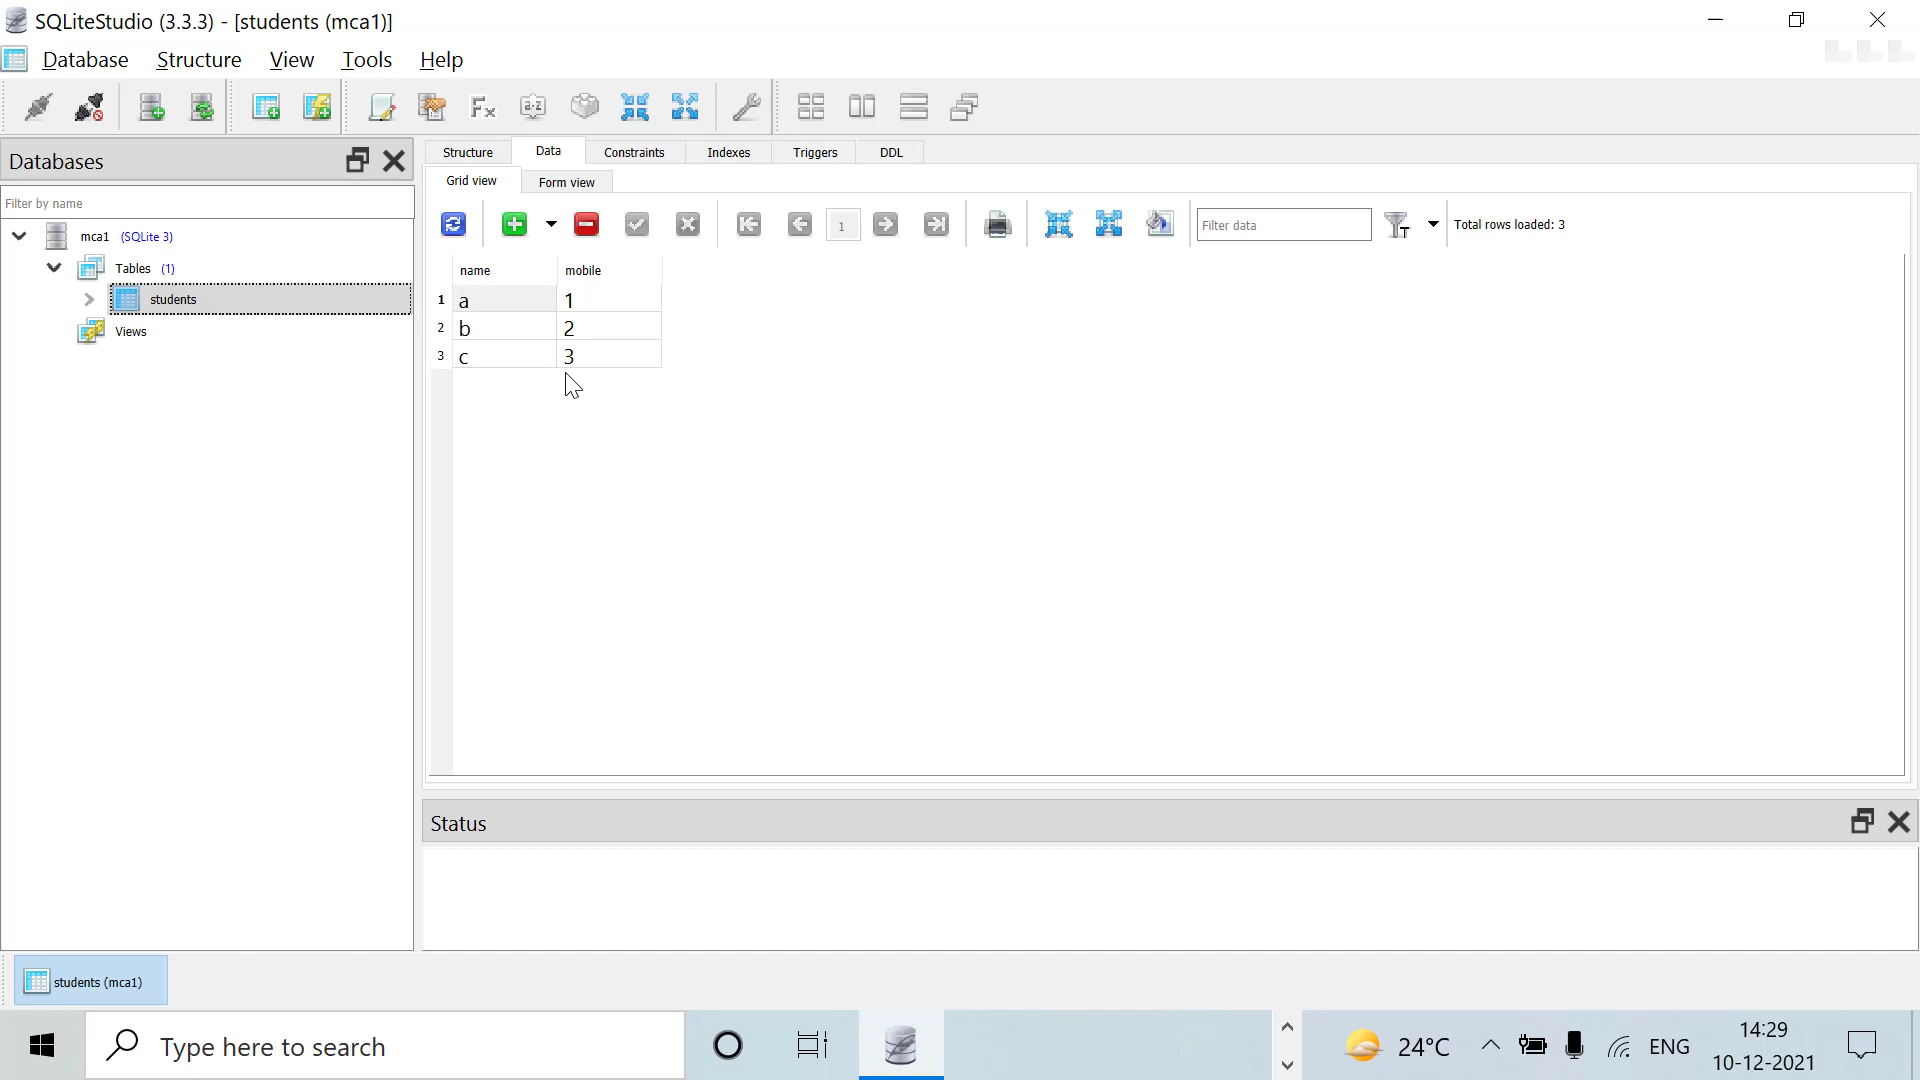 SQLiteStudio (3.3.3) - [students (mca1)]
Database Structure View Tools Help
Databases
Filter by name
mca1 (SQLite 3)
Tables (1)
students
Views
Structure Data Constraints Indexes Triggers DDL
Grid view Form view
1 Filter data T Total rows loaded: 3
name mobile
1 a 1
2 b 2
3 c 3
Status
students (mca1)
Type here to search
24°C ENG 14:29
10-12-2021